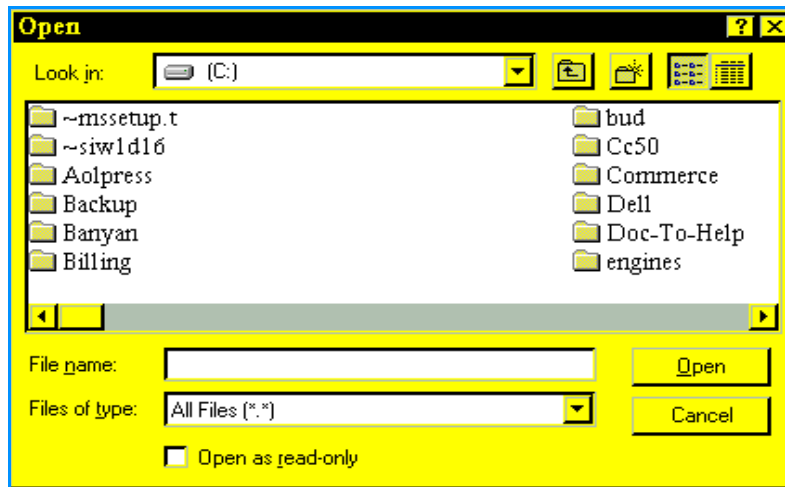 Open
Look in: (C:)
~mssetup.t
~siw1d16
Aolpress
Backup
Banyan
Billing
bud
Cc50
Commerce
Dell
Doc-To-Help
engines
File name: Open
Files of type: All Files (*.*) Cancel
Open as read-only